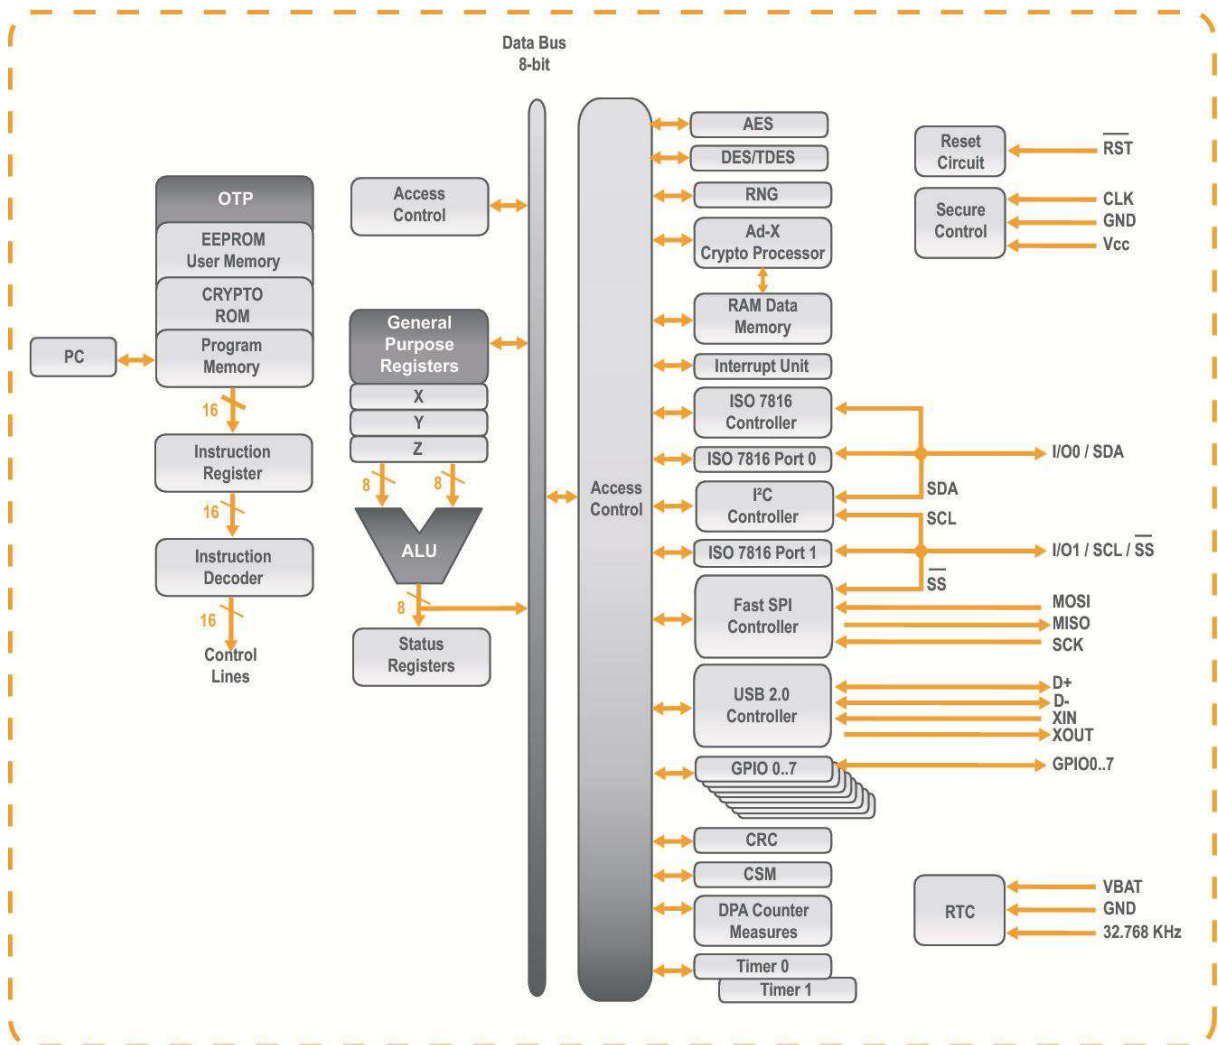 Data Bus
8-bit
OTP
EEPROM
User Memory
CRYPTO
ROM
Program
Memory
PC
16
Instruction
Register
16
Instruction
Decoder
16
Control
Lines
Access
Control
General
Purpose
Registers
X
Y
Z
8
8
ALU
8
Status
Registers
Access
Control
AES
DES/TDES
RNG
Ad-X
Crypto Processor
RAM Data
Memory
Interrupt Unit
ISO 7816
Controller
ISO 7816 Port 0
I²C
Controller
ISO 7816 Port 1
Fast SPI
Controller
USB 2.0
Controller
GPIO 0..7
CRC
CSM
DPA Counter
Measures
Timer 0
Timer 1
Reset
Circuit
RST
Secure
Control
CLK
GND
Vcc
I/O0 / SDA
SDA
SCL
I/O1 / SCL / SS
SS
MOSI
MISO
SCK
D+
D-
XIN
XOUT
GPIO0..7
RTC
VBAT
GND
32.768 KHz